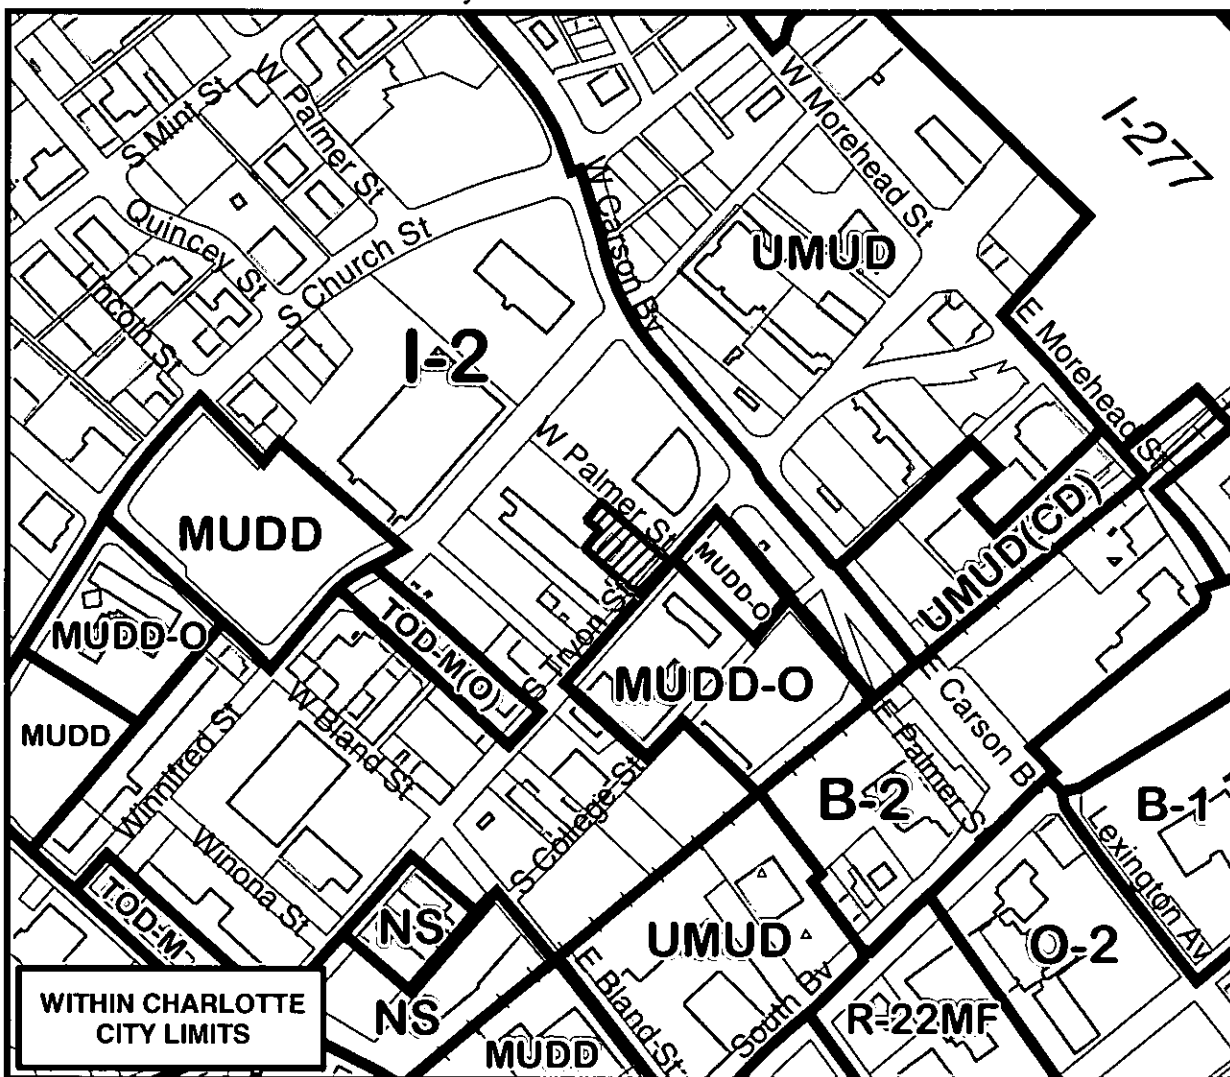 I-277
S Mint St
W Palmer St
W Morehead St
Quincey St
S Church St
W Carson Bv
UMUD
Lincoln St
I-2
E Morehead St
W Palmer St
MUDD
UMUD(CD)
MUDD-O
MUDD-O
TOD-M(O)
S Tryon St
MUDD-O
MUDD
W Bland St
E Carson B
E Palmer S
Winnifred St
S College St
B-2
B-1
Lexington Av
Winona St
TOD-M
NS
UMUD
O-2
NS
E Bland St
South Bv
R-22MF
MUDD
WITHIN CHARLOTTE
CITY LIMITS